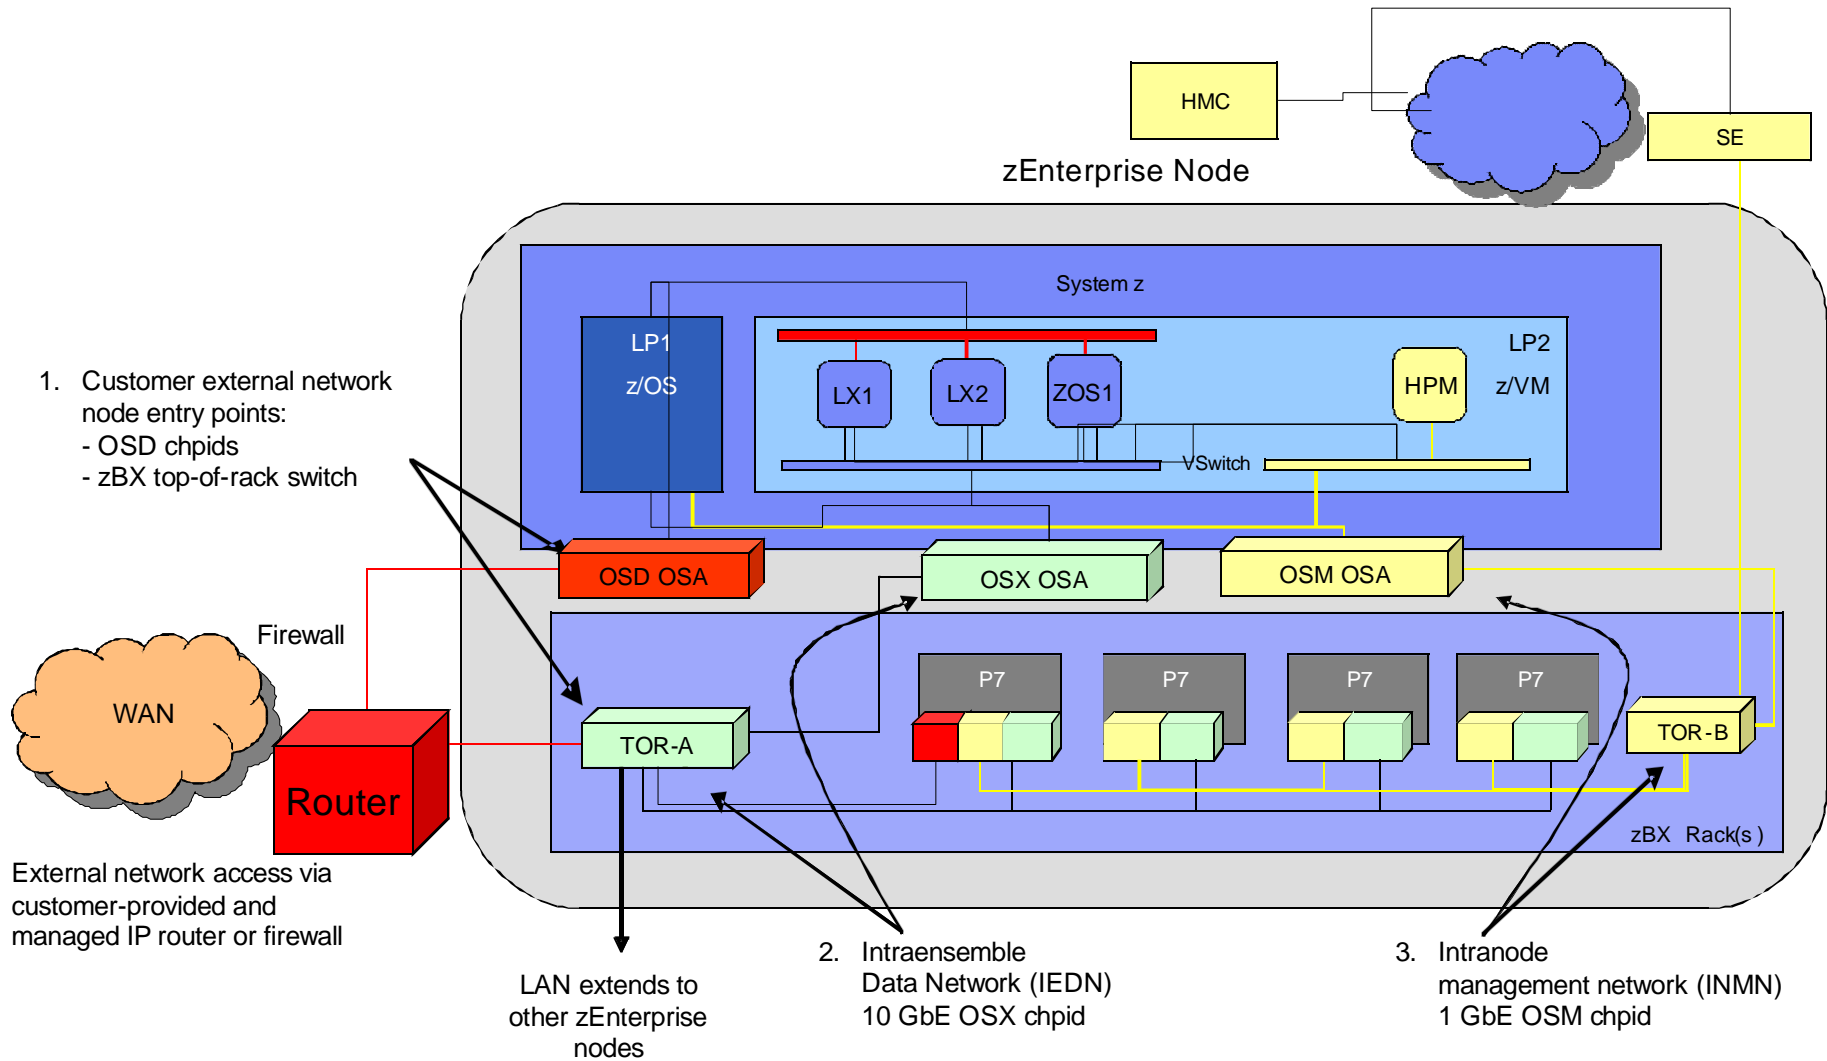 HMC
SE
zEnterprise Node
System z
LP1
z/OS
LP2
z/VM
LX1
LX2
ZOS1
HPM
VSwitch
1. Customer external network
node entry points:
- OSD chpids
- zBX top-of-rack switch
OSD OSA
OSX OSA
OSM OSA
Firewall
WAN
Router
TOR-A
P7
P7
P7
P7
TOR-B
zBX Rack(s)
External network access via
customer-provided and
managed IP router or firewall
LAN extends to
other zEnterprise
nodes
2. Intraensemble
Data Network (IEDN)
10 GbE OSX chpid
3. Intranode
management network (INMN)
1 GbE OSM chpid